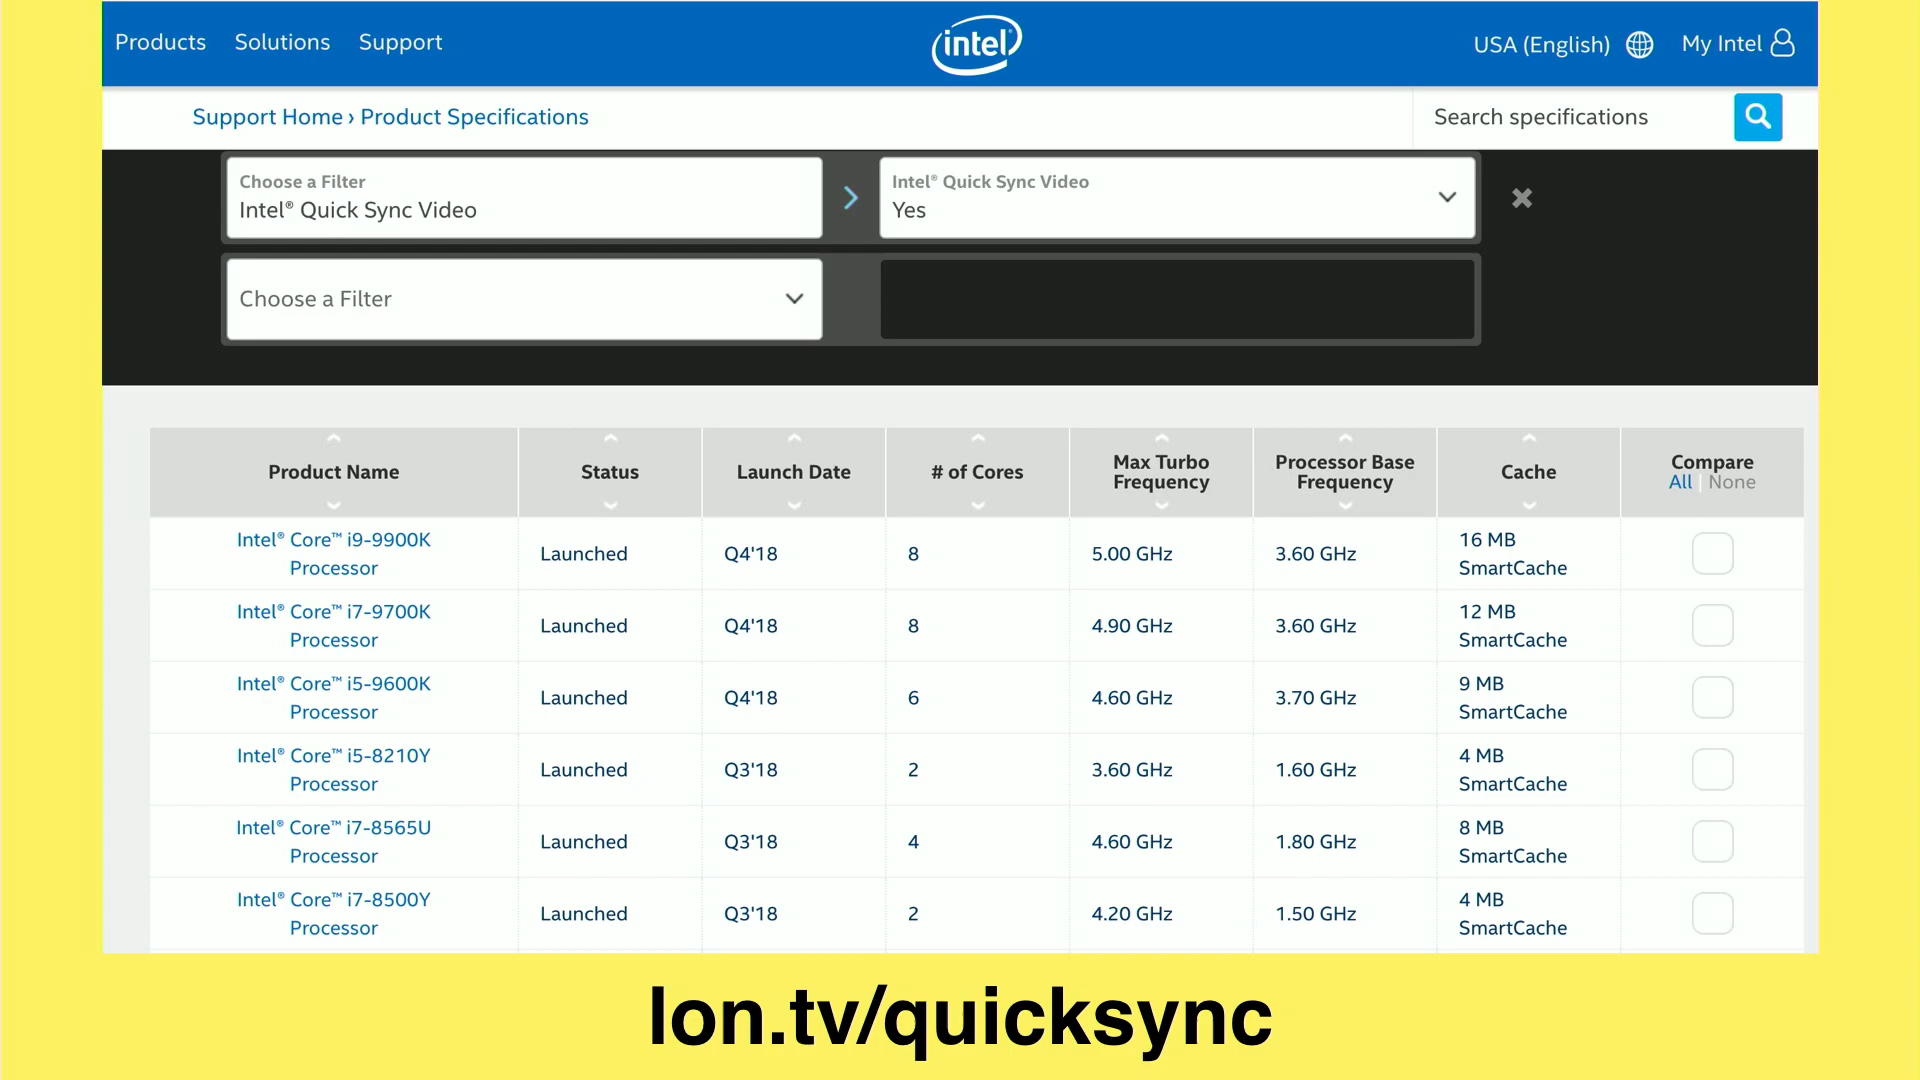 Products Solutions Support
intel
USA (English) My Intel
Support Home › Product Specifications
Search specifications
Choose a Filter
Intel® Quick Sync Video
Intel® Quick Sync Video
Yes
Choose a Filter
Product Name Status Launch Date # of Cores Max Turbo Frequency Processor Base Frequency Cache Compare
All | None
Intel® Core™ i9-9900K Processor Launched Q4'18 8 5.00 GHz 3.60 GHz 16 MB SmartCache
Intel® Core™ i7-9700K Processor Launched Q4'18 8 4.90 GHz 3.60 GHz 12 MB SmartCache
Intel® Core™ i5-9600K Processor Launched Q4'18 6 4.60 GHz 3.70 GHz 9 MB SmartCache
Intel® Core™ i5-8210Y Processor Launched Q3'18 2 3.60 GHz 1.60 GHz 4 MB SmartCache
Intel® Core™ i7-8565U Processor Launched Q3'18 4 4.60 GHz 1.80 GHz 8 MB SmartCache
Intel® Core™ i7-8500Y Processor Launched Q3'18 2 4.20 GHz 1.50 GHz 4 MB SmartCache
lon.tv/quicksync